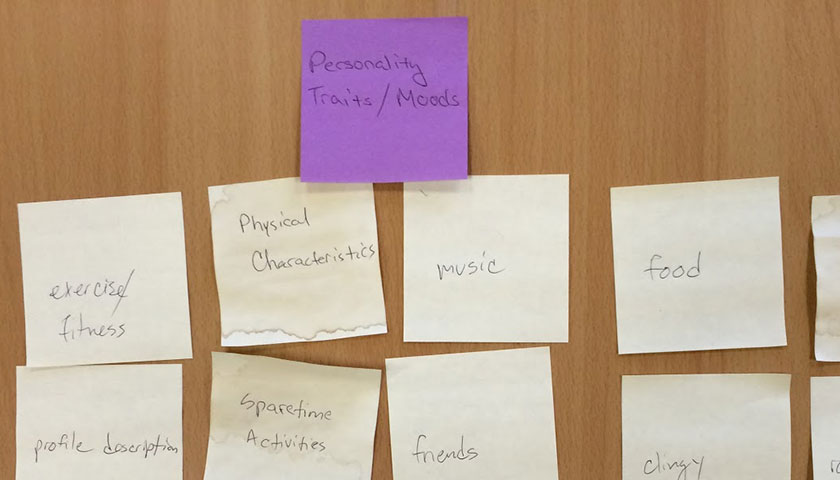 Personality
Traits / Moods
Physical
Characteristics
music
food
exercise/
fitness
Sparetime
Activities
profile description
friends
clingy